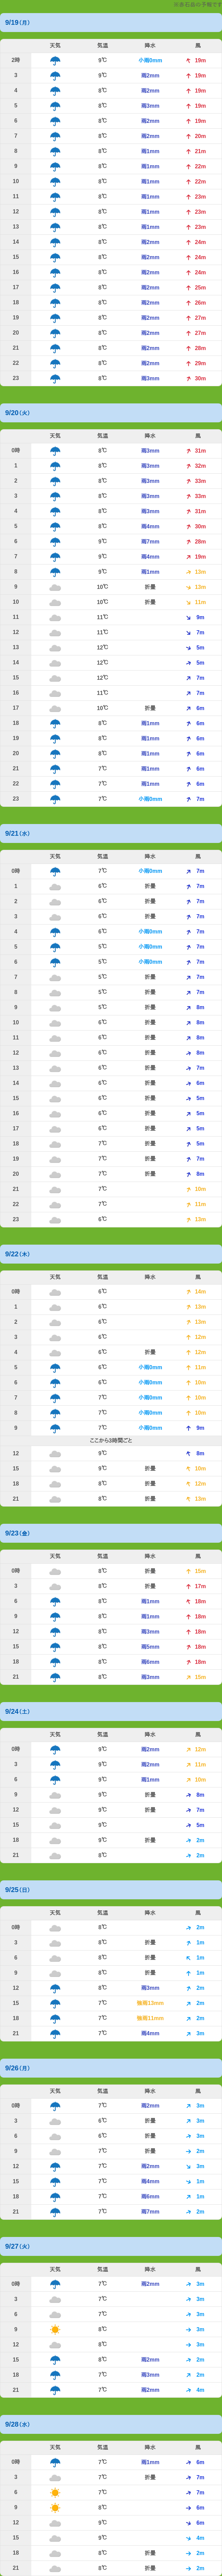 9/19(月)
天気 気温 降水 風
2時 9℃ 小雨0mm 19m
3 9℃ 雨2mm 19m
4 8℃ 雨2mm 19m
5 8℃ 雨3mm 19m
6 8℃ 雨2mm 19m
7 8℃ 雨2mm 20m
8 8℃ 雨1mm 21m
9 8℃ 雨1mm 22m
10 8℃ 雨1mm 22m
11 8℃ 雨1mm 23m
12 8℃ 雨1mm 23m
13 8℃ 雨1mm 23m
14 8℃ 雨2mm 24m
15 8℃ 雨2mm 24m
16 8℃ 雨2mm 24m
17 8℃ 雨2mm 25m
18 8℃ 雨2mm 26m
19 8℃ 雨2mm 27m
20 8℃ 雨2mm 27m
21 8℃ 雨2mm 28m
22 8℃ 雨2mm 29m
23 8℃ 雨3mm 30m
9/20(火)
天気 気温 降水 風
0時 8℃ 雨3mm 31m
1 8℃ 雨3mm 32m
2 8℃ 雨3mm 33m
3 8℃ 雨3mm 33m
4 8℃ 雨3mm 31m
5 8℃ 雨4mm 30m
6 9℃ 雨7mm 28m
7 9℃ 雨4mm 19m
8 9℃ 雨1mm 13m
9 10℃ 折曇 13m
10 10℃ 折曇 11m
11 11℃ 9m
12 11℃ 7m
13 12℃ 5m
14 12℃ 5m
15 12℃ 7m
16 11℃ 7m
17 10℃ 折曇 6m
18 8℃ 雨1mm 6m
19 8℃ 雨1mm 6m
20 8℃ 雨1mm 6m
21 7℃ 雨1mm 6m
22 7℃ 雨1mm 6m
23 7℃ 小雨0mm 7m
9/21(水)
天気 気温 降水 風
0時 7℃ 小雨0mm 7m
1 6℃ 折曇 7m
2 6℃ 折曇 7m
3 6℃ 折曇 7m
4 6℃ 小雨0mm 7m
5 5℃ 小雨0mm 7m
6 5℃ 小雨0mm 7m
7 5℃ 折曇 7m
8 5℃ 折曇 7m
9 5℃ 折曇 8m
10 6℃ 折曇 8m
11 6℃ 折曇 8m
12 6℃ 折曇 8m
13 6℃ 折曇 7m
14 6℃ 折曇 6m
15 6℃ 折曇 5m
16 6℃ 折曇 5m
17 6℃ 折曇 5m
18 7℃ 折曇 5m
19 7℃ 折曇 7m
20 7℃ 折曇 8m
21 7℃ 10m
22 7℃ 11m
23 6℃ 13m
9/22(木)
天気 気温 降水 風
0時 6℃ 14m
1 6℃ 13m
2 6℃ 13m
3 6℃ 12m
4 6℃ 折曇 12m
5 6℃ 小雨0mm 11m
6 6℃ 小雨0mm 10m
7 7℃ 小雨0mm 10m
8 7℃ 小雨0mm 10m
9 7℃ 小雨0mm 9m
ここから3時間ごと
12 9℃ 8m
15 9℃ 折曇 10m
18 8℃ 折曇 12m
21 8℃ 折曇 13m
9/23(金)
天気 気温 降水 風
0時 8℃ 折曇 15m
3 8℃ 折曇 17m
6 8℃ 雨1mm 18m
9 8℃ 雨1mm 18m
12 8℃ 雨3mm 18m
15 8℃ 雨5mm 18m
18 8℃ 雨6mm 18m
21 8℃ 雨3mm 15m
9/24(土)
天気 気温 降水 風
0時 9℃ 雨2mm 12m
3 9℃ 雨2mm 11m
6 9℃ 雨1mm 10m
9 9℃ 折曇 8m
12 9℃ 折曇 7m
15 9℃ 5m
18 9℃ 折曇 2m
21 8℃ 2m
9/25(日)
天気 気温 降水 風
0時 8℃ 2m
3 8℃ 折曇 1m
6 8℃ 折曇 1m
9 8℃ 折曇 1m
12 8℃ 雨3mm 2m
15 7℃ 強雨13mm 2m
18 7℃ 強雨11mm 2m
21 7℃ 雨4mm 3m
9/26(月)
天気 気温 降水 風
0時 7℃ 雨2mm 3m
3 6℃ 折曇 3m
6 6℃ 折曇 3m
9 7℃ 折曇 2m
12 7℃ 雨2mm 3m
15 7℃ 雨4mm 1m
18 7℃ 雨6mm 1m
21 7℃ 雨7mm 2m
9/27(火)
天気 気温 降水 風
0時 7℃ 雨2mm 3m
3 7℃ 3m
6 7℃ 3m
9 8℃ 3m
12 8℃ 3m
15 8℃ 雨2mm 2m
18 7℃ 雨3mm 2m
21 7℃ 雨2mm 4m
9/28(水)
天気 気温 降水 風
0時 7℃ 雨1mm 6m
3 7℃ 折曇 7m
6 7℃ 7m
9 8℃ 6m
12 9℃ 6m
15 9℃ 4m
18 8℃ 折曇 2m
21 8℃ 折曇 2m